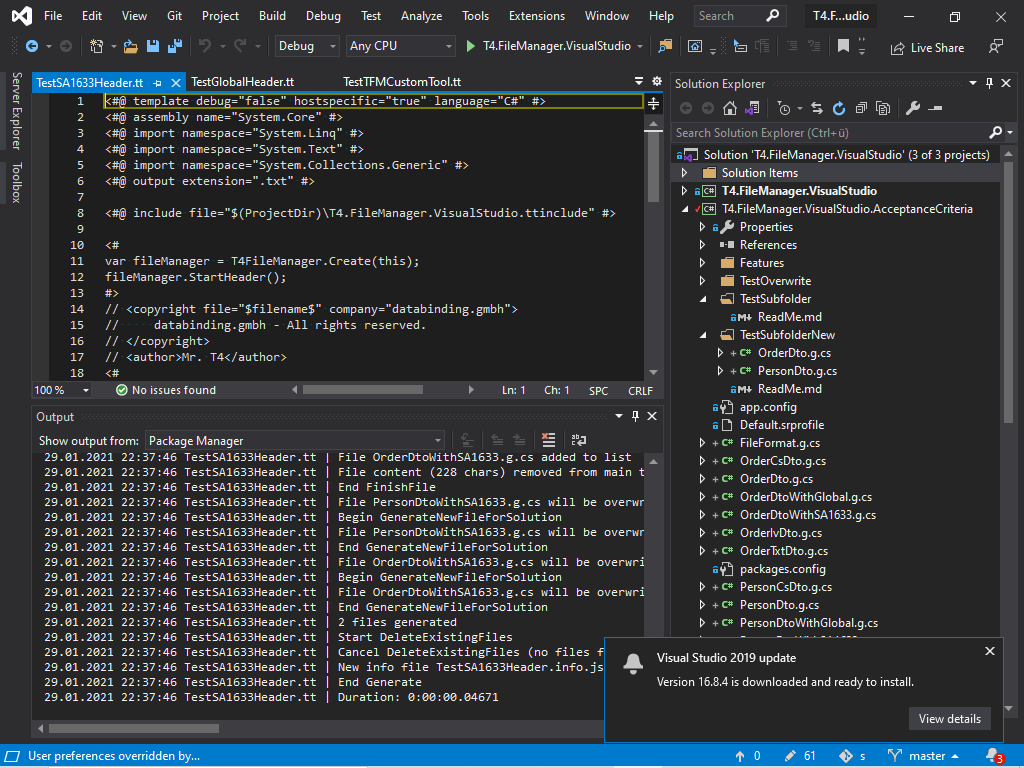 File Edit View Git Project Build Debug Test Analyze Tools Extensions Window Help Search T4.F...udio
Debug Any CPU T4.FileManager.VisualStudio Live Share
Server Explorer
Toolbox
TestSA1633Header.tt TestGlobalHeader.tt TestTFMCustomTool.tt
1 <#@ template debug="false" hostspecific="true" language="C#" #>
2 <#@ assembly name="System.Core" #>
3 <#@ import namespace="System.Linq" #>
4 <#@ import namespace="System.Text" #>
5 <#@ import namespace="System.Collections.Generic" #>
6 <#@ output extension=".txt" #>
7
8 <#@ include file="$(ProjectDir)\T4.FileManager.VisualStudio.ttinclude" #>
9
10 <#
11 var fileManager = T4FileManager.Create(this);
12 fileManager.StartHeader();
13 #>
14 // <copyright file="$filename$" company="databinding.gmbh">
15 // databinding.gmbh - All rights reserved.
16 // </copyright>
17 // <author>Mr. T4</author>
18 <#
100 % No issues found Ln: 1 Ch: 1 SPC CRLF
Output
Show output from: Package Manager
29.01.2021 22:37:46 TestSA1633Header.tt | File OrderDtoWithSA1633.g.cs added to list
29.01.2021 22:37:46 TestSA1633Header.tt | File content (228 chars) removed from main t
29.01.2021 22:37:46 TestSA1633Header.tt | End FinishFile
29.01.2021 22:37:46 TestSA1633Header.tt | File PersonDtoWithSA1633.g.cs will be overwr
29.01.2021 22:37:46 TestSA1633Header.tt | Begin GenerateNewFileForSolution
29.01.2021 22:37:46 TestSA1633Header.tt | File PersonDtoWithSA1633.g.cs will be overwr
29.01.2021 22:37:46 TestSA1633Header.tt | End GenerateNewFileForSolution
29.01.2021 22:37:46 TestSA1633Header.tt | File OrderDtoWithSA1633.g.cs will be overwri
29.01.2021 22:37:46 TestSA1633Header.tt | Begin GenerateNewFileForSolution
29.01.2021 22:37:46 TestSA1633Header.tt | File OrderDtoWithSA1633.g.cs will be overwri
29.01.2021 22:37:46 TestSA1633Header.tt | End GenerateNewFileForSolution
29.01.2021 22:37:46 TestSA1633Header.tt | 2 files generated
29.01.2021 22:37:46 TestSA1633Header.tt | Start DeleteExistingFiles
29.01.2021 22:37:46 TestSA1633Header.tt | Cancel DeleteExistingFiles (no files f
29.01.2021 22:37:46 TestSA1633Header.tt | New info file TestSA1633Header.info.js
29.01.2021 22:37:46 TestSA1633Header.tt | End Generate
29.01.2021 22:37:46 TestSA1633Header.tt | Duration: 0:00:00.04671
Solution Explorer
Search Solution Explorer (Ctrl+ü)
Solution 'T4.FileManager.VisualStudio' (3 of 3 projects)
Solution Items
C# T4.FileManager.VisualStudio
C# T4.FileManager.VisualStudio.AcceptanceCriteria
Properties
References
Features
TestOverwrite
TestSubfolder
M↓ ReadMe.md
TestSubfolderNew
+ C# OrderDto.g.cs
+ C# PersonDto.g.cs
M↓ ReadMe.md
app.config
Default.srprofile
+ C# FileFormat.g.cs
+ C# OrderCsDto.g.cs
+ C# OrderDto.g.cs
+ C# OrderDtoWithGlobal.g.cs
+ C# OrderDtoWithSA1633.g.cs
+ C# OrderlvDto.g.cs
+ C# OrderTxtDto.g.cs
packages.config
+ C# PersonCsDto.g.cs
+ C# PersonDto.g.cs
+ C# PersonDtoWithGlobal.g.cs
Visual Studio 2019 update
Version 16.8.4 is downloaded and ready to install.
View details
User preferences overridden by... 0 61 s master 3